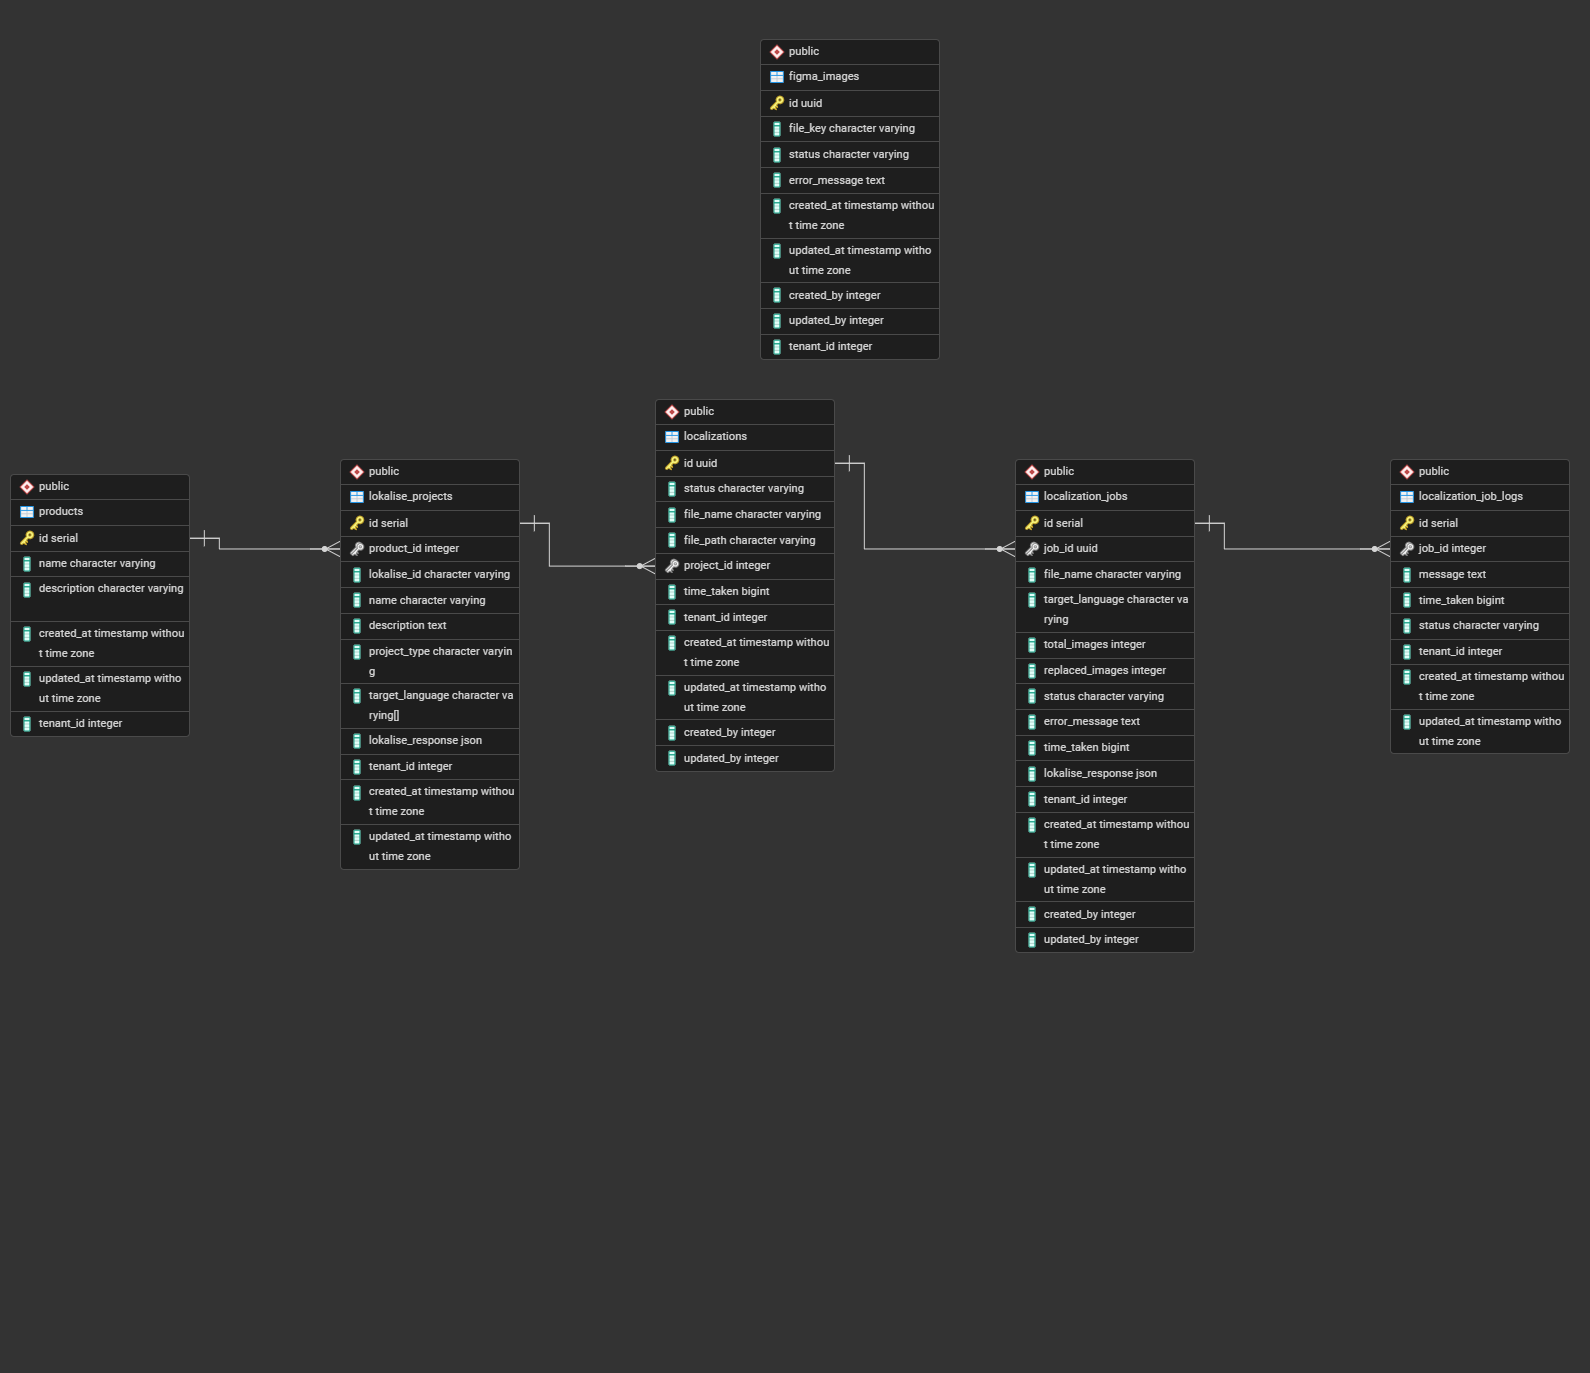 public
figma_images
id uuid
file_key character varying
status character varying
error_message text
created_at timestamp withou
t time zone
updated_at timestamp witho
ut time zone
created_by integer
updated_by integer
tenant_id integer
public
products
id serial
name character varying
description character varying
created_at timestamp withou
t time zone
updated_at timestamp witho
ut time zone
tenant_id integer
public
lokalise_projects
id serial
product_id integer
lokalise_id character varying
name character varying
description text
project_type character varyin
g
target_language character va
rying[]
lokalise_response json
tenant_id integer
created_at timestamp withou
t time zone
updated_at timestamp witho
ut time zone
public
localizations
id uuid
status character varying
file_name character varying
file_path character varying
project_id integer
time_taken bigint
tenant_id integer
created_at timestamp withou
t time zone
updated_at timestamp witho
ut time zone
created_by integer
updated_by integer
public
localization_jobs
id serial
job_id uuid
file_name character varying
target_language character va
rying
total_images integer
replaced_images integer
status character varying
error_message text
time_taken bigint
lokalise_response json
tenant_id integer
created_at timestamp withou
t time zone
updated_at timestamp witho
ut time zone
created_by integer
updated_by integer
public
localization_job_logs
id serial
job_id integer
message text
time_taken bigint
status character varying
tenant_id integer
created_at timestamp withou
t time zone
updated_at timestamp witho
ut time zone